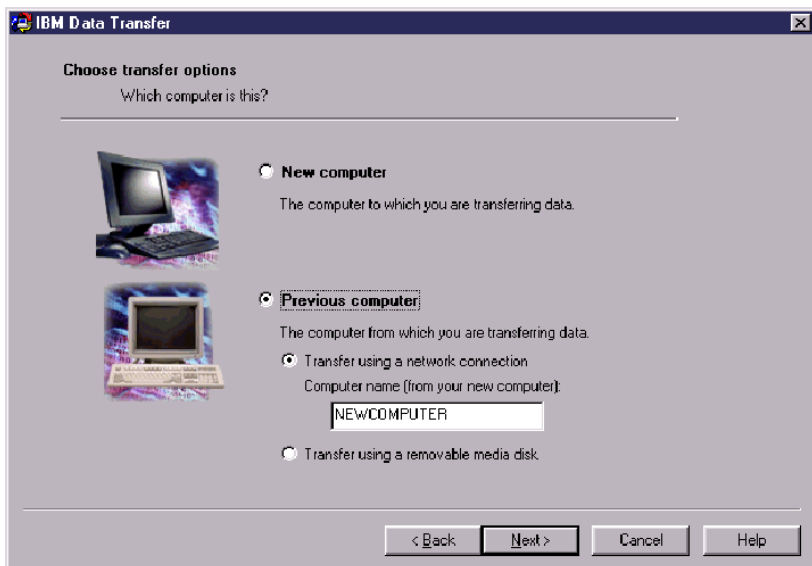 IBM Data Transfer
Choose transfer options
Which computer is this?
New computer
The computer to which you are transferring data.
Previous computer
The computer from which you are transferring data.
Transfer using a network connection
Computer name (from your new computer):
NEWCOMPUTER
Transfer using a removable media disk.
< Back Next > Cancel Help